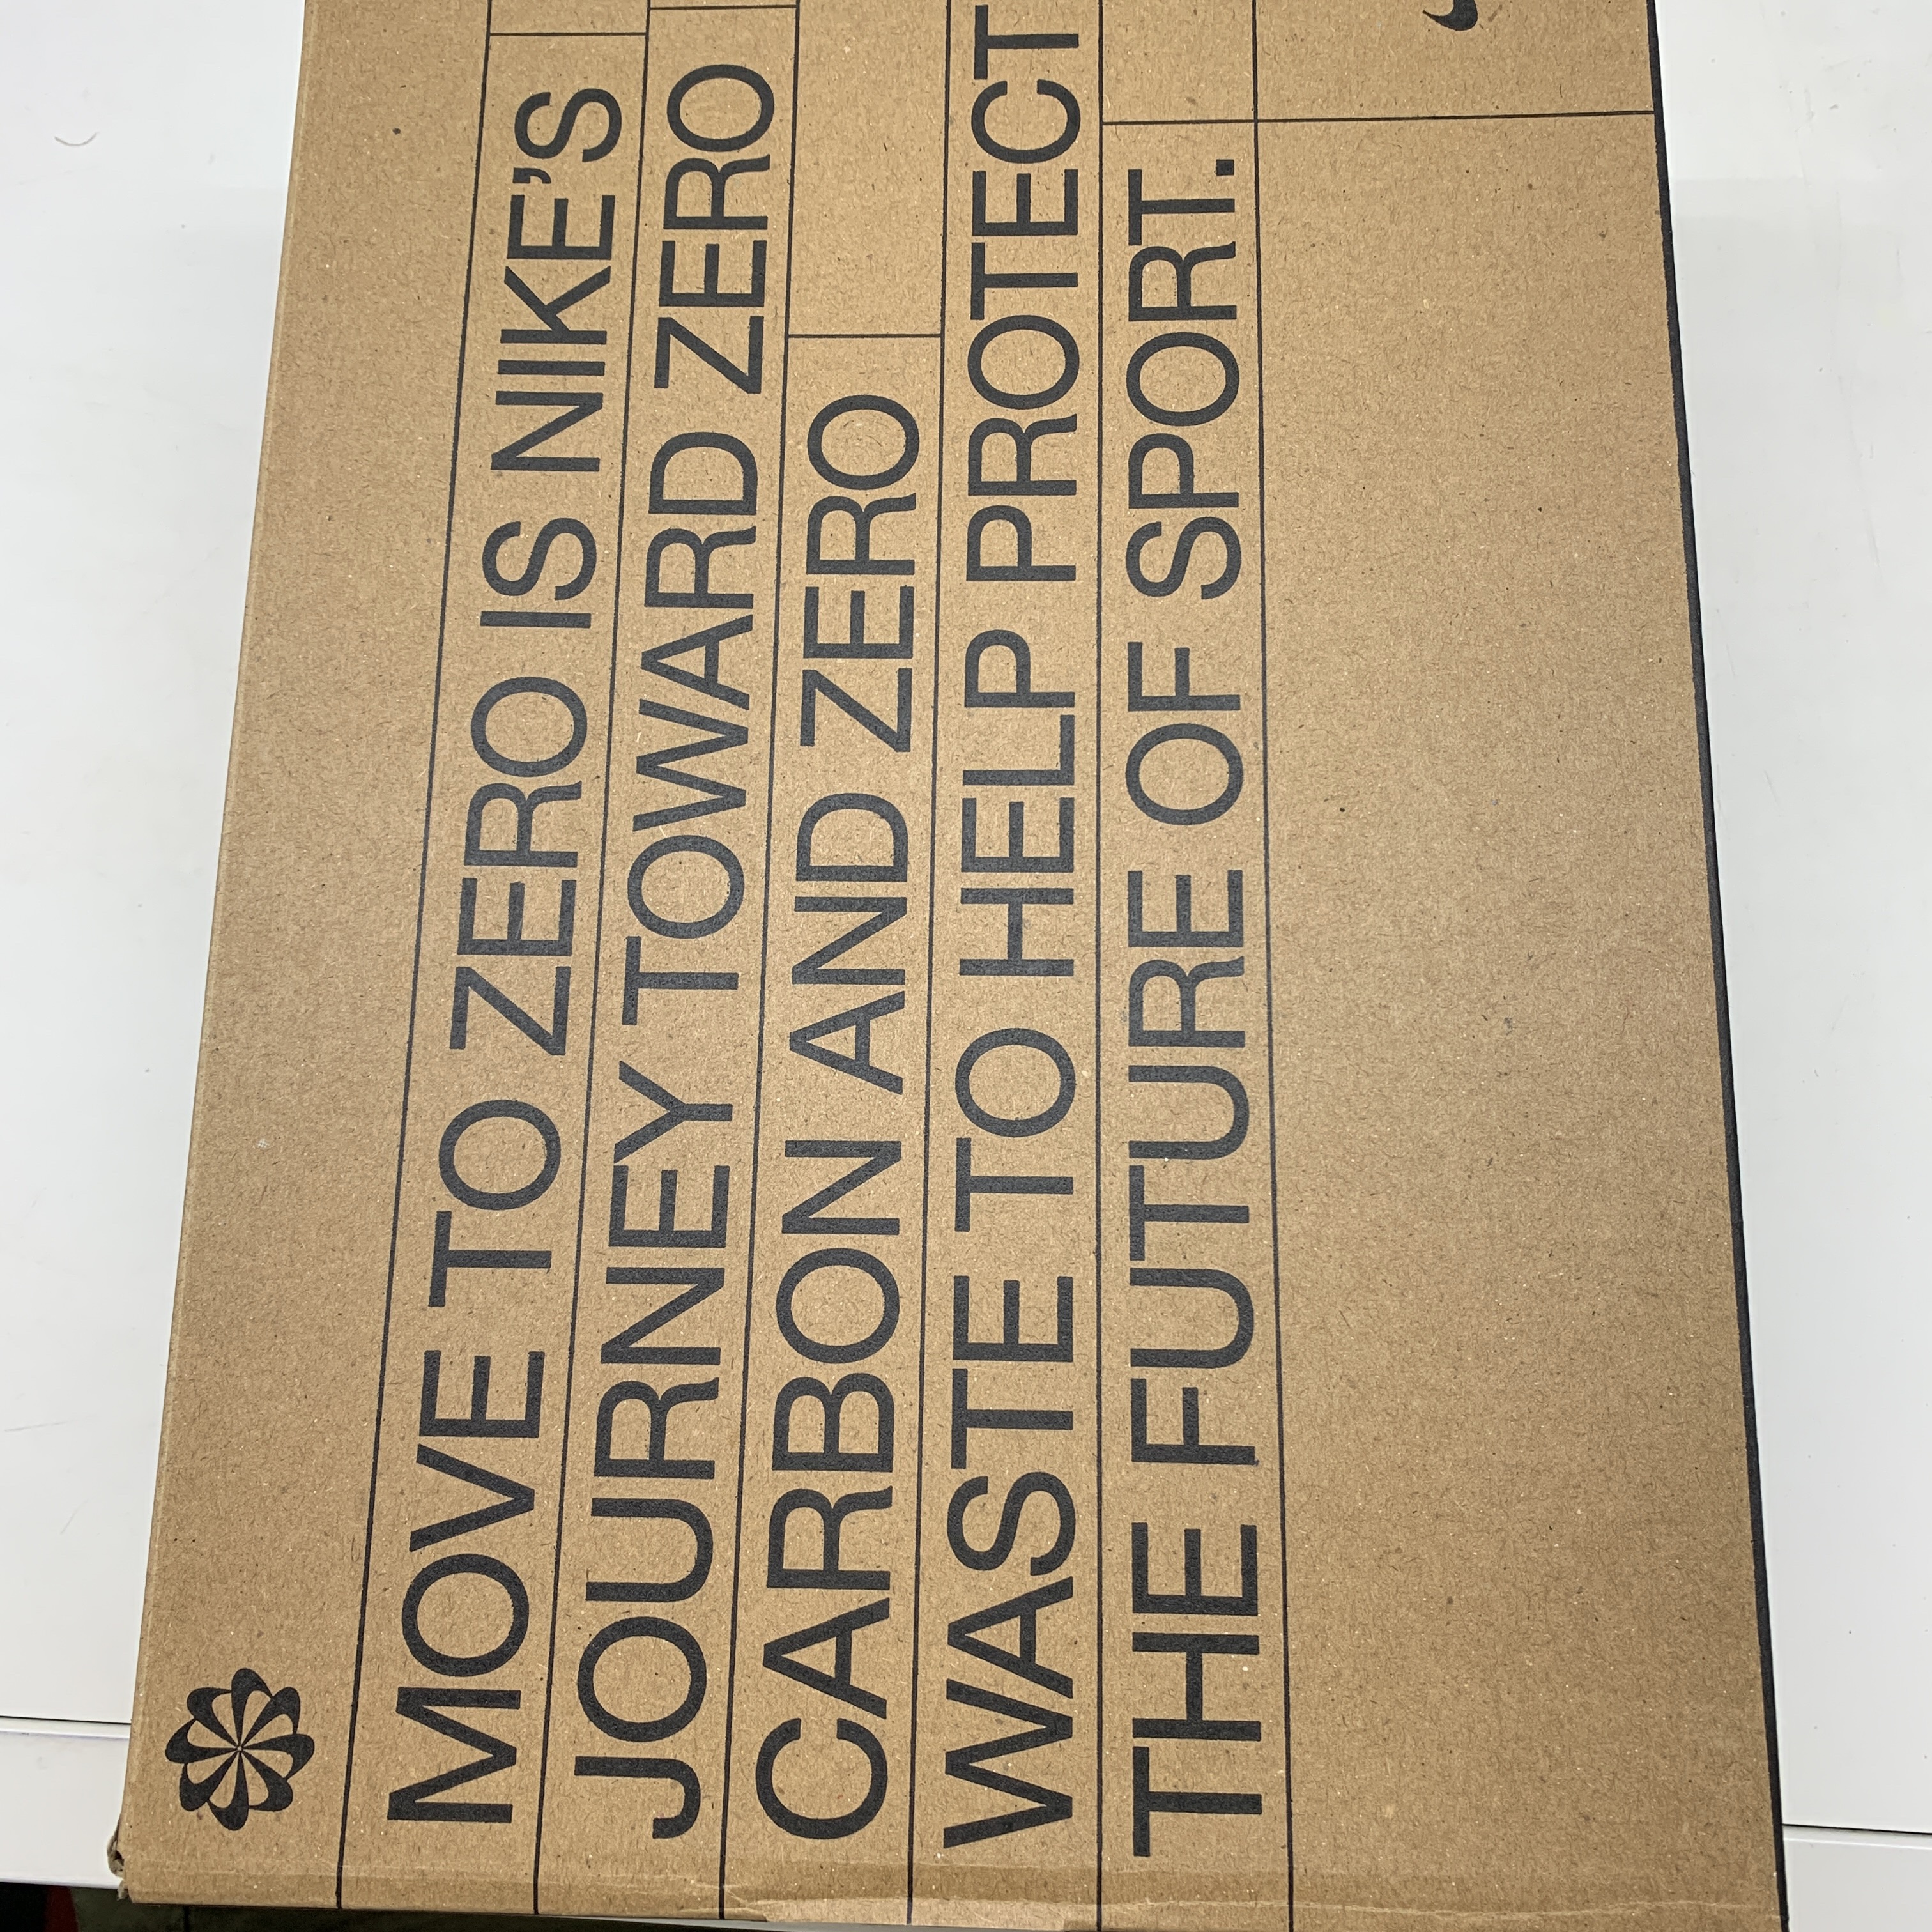 MOVE TO ZERO IS NIKE'S
JOURNEY TOWARD ZERO
CARBON AND ZERO
WASTE TO HELP PROTECT
THE FUTURE OF SPORT.